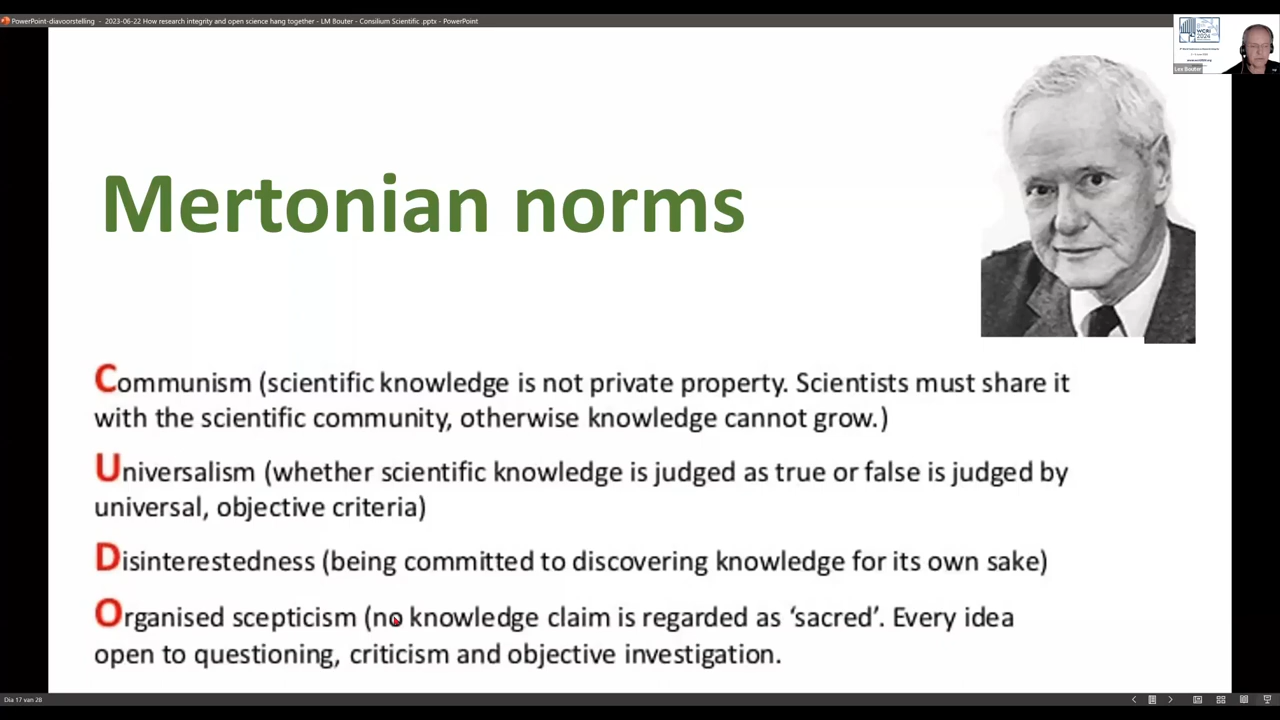 PowerPoint-diavoorstelling - 2023-06-22 How research integrity and open science hang together - LM Bouter - Consilium Scientific .pptx - PowerPoint
WCRI
2024
Lex Bouter
Mertonian norms
Communism (scientific knowledge is not private property. Scientists must share it
with the scientific community, otherwise knowledge cannot grow.)
Universalism (whether scientific knowledge is judged as true or false is judged by
universal, objective criteria)
Disinterestedness (being committed to discovering knowledge for its own sake)
Organised scepticism (no knowledge claim is regarded as ‘sacred’. Every idea
open to questioning, criticism and objective investigation.
Dia 17 van 28